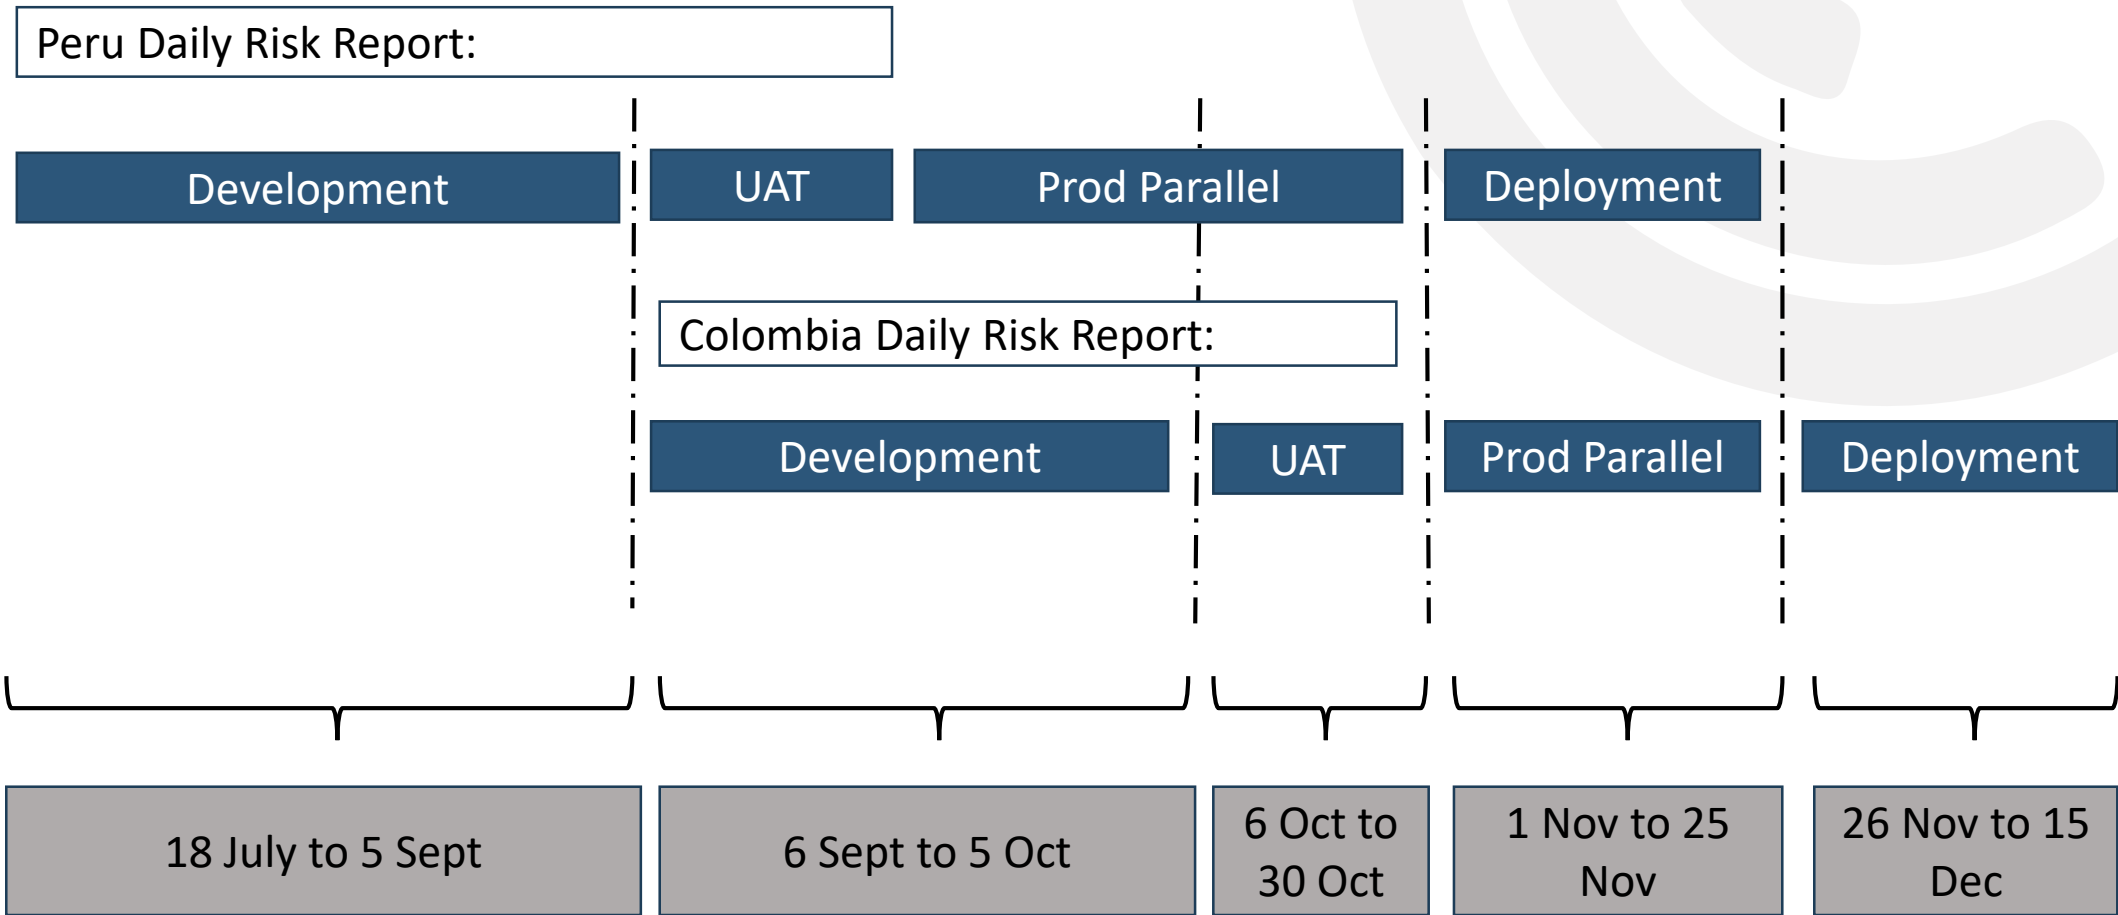 Peru Daily Risk Report:
Development
UAT
Prod Parallel
Deployment
Colombia Daily Risk Report:
Development
UAT
Prod Parallel
Deployment
18 July to 5 Sept
6 Sept to 5 Oct
6 Oct to
30 Oct
1 Nov to 25
Nov
26 Nov to 15
Dec